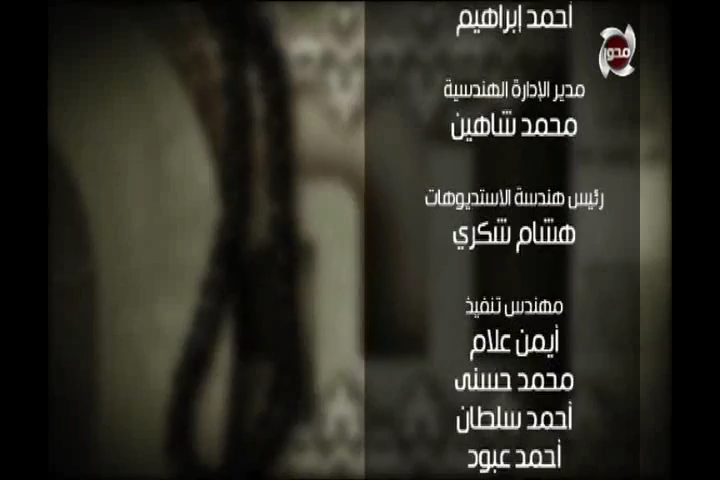 أحمد إبراهيم
محور
مدير الإدارة الهندسية
محمد شاهين
رئيس هندسة الاستديوهات
هشام شكري
مهندس تنفيذ
أيمن علام
محمد حسنى
أحمد سلطان
أحمد عبود